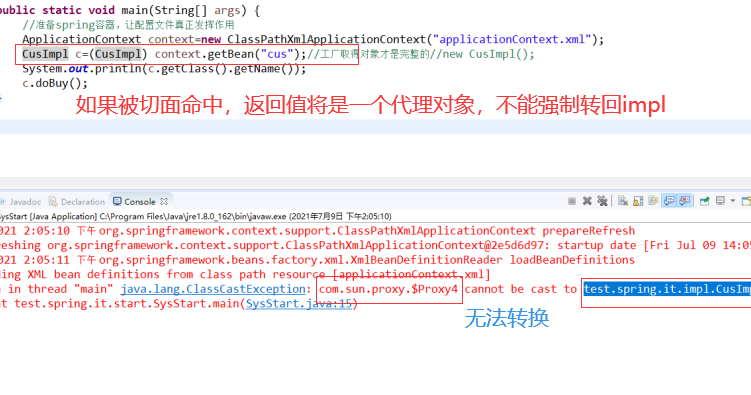 public static void main(String[] args) {
//准备spring容器，让配置文件真正发挥作用
ApplicationContext context=new ClassPathXmlApplicationContext("applicationContext.xml");
CusImpl c=(CusImpl) context.getBean("cus");//工厂取得对象才是完整的//new CusImpl();
System.out.println(c.getClass().getName());
c.doBuy();
}
如果被切面命中，返回值将是一个代理对象，不能强制转回impl
Javadoc Declaration Console
SysStart [Java Application] C:\Program Files\Java\jre1.8.0_162\bin\javaw.exe (2021年7月9日 下午2:05:10)
021 2:05:10 下午 org.springframework.context.support.ClassPathXmlApplicationContext prepareRefresh
reshing org.springframework.context.support.ClassPathXmlApplicationContext@2e5d6d97: startup date [Fri Jul 09 14:05
021 2:05:11 下午 org.springframework.beans.factory.xml.XmlBeanDefinitionReader loadBeanDefinitions
ding XML bean definitions from class path resource [applicationContext.xml]
n in thread "main" java.lang.ClassCastException: com.sun.proxy.$Proxy4 cannot be cast to test.spring.it.impl.CusImp
t test.spring.it.start.SysStart.main(SysStart.java:15)
无法转换